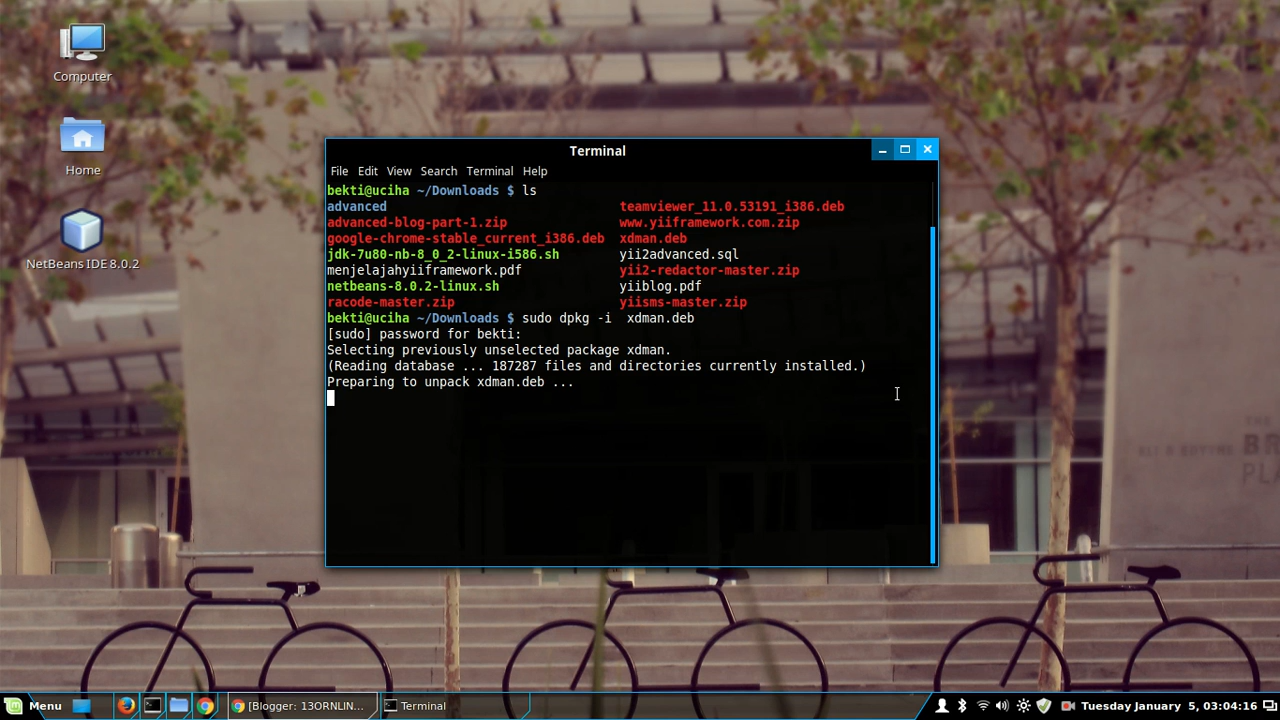 Computer
Home
NetBeans IDE 8.0.2
Terminal
File Edit View Search Terminal Help
bekti@uciha ~/Downloads $ ls
advanced teamviewer_11.0.53191_i386.deb
advanced-blog-part-1.zip www.yiiframework.com.zip
google-chrome-stable_current_i386.deb xdman.deb
jdk-7u80-nb-8_0_2-linux-i586.sh yii2advanced.sql
menjelajahyiiframework.pdf yii2-redactor-master.zip
netbeans-8.0.2-linux.sh yiiblog.pdf
racode-master.zip yiisms-master.zip
bekti@uciha ~/Downloads $ sudo dpkg -i  xdman.deb
[sudo] password for bekti:
Selecting previously unselected package xdman.
(Reading database ... 187287 files and directories currently installed.)
Preparing to unpack xdman.deb ...
Menu [Blogger: 13ORNLIN... Terminal Tuesday January  5, 03:04:16